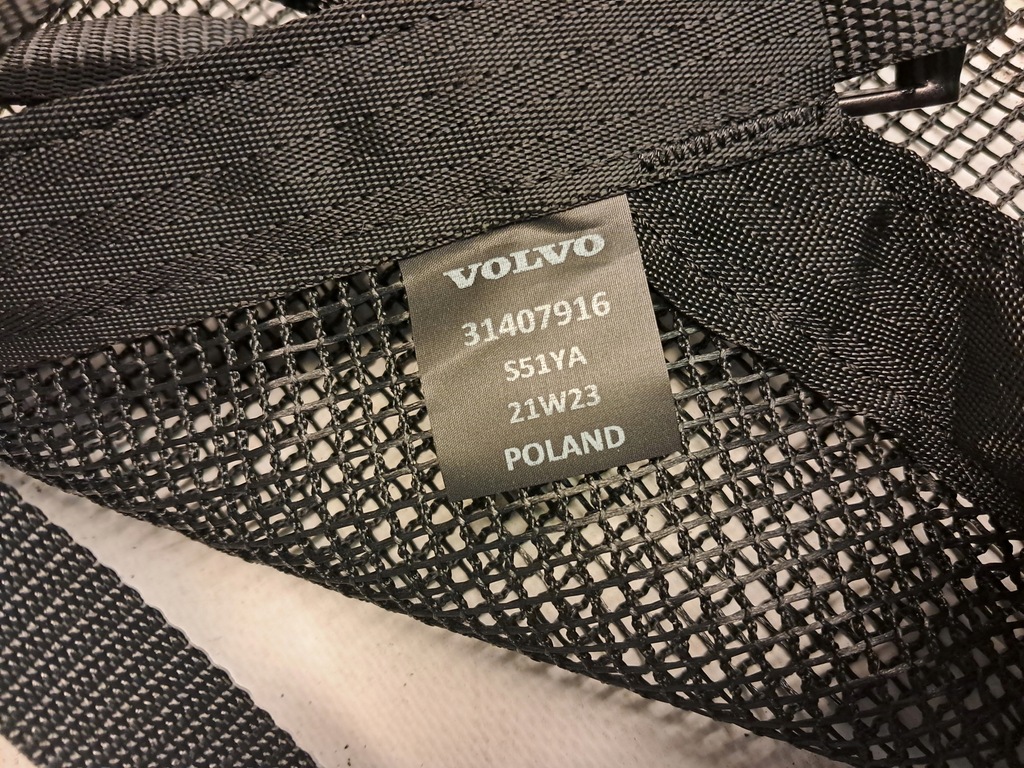 VOLVO
31407916
S51YA
21W23
POLAND